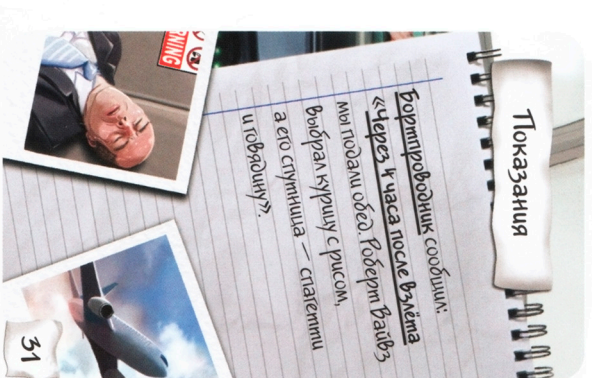 Показания
Бортпроводник сообщил:
«Через 4 часа после взлёта
мы подали обед. Роберт Вайвз
выбрал курицу с рисом,
а его спутница — спагетти
и говядину».
31